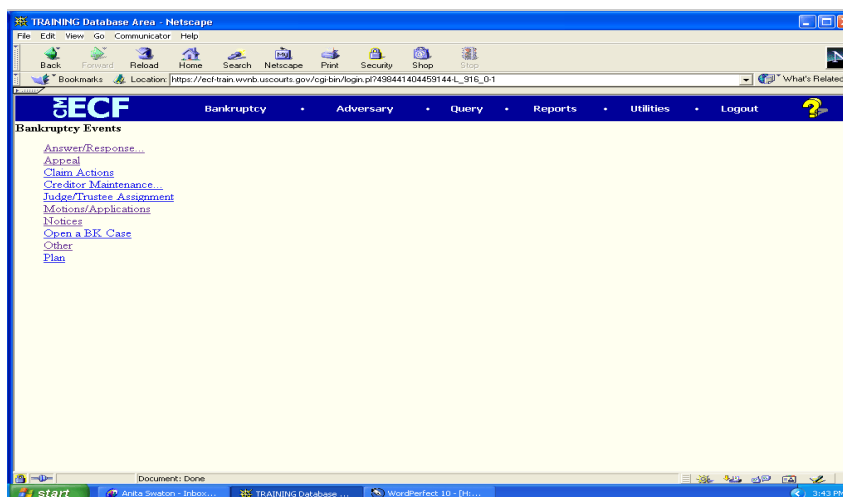 TRAINING Database Area - Netscape
File Edit View Go Communicator Help
Back Forward Reload Home Search Netscape Print Security Shop Stop
Bookmarks Location: https://ecf-train.wvnb.uscourts.gov/cgi-bin/login.pl?498441404459144-L_916_0-1 What's Related
CM ECF Bankruptcy • Adversary • Query • Reports • Utilities • Logout ?
Bankruptcy Events
Answer/Response...
Appeal
Claim Actions
Creditor Maintenance...
Judge/Trustee Assignment
Motions/Applications
Notices
Open a BK Case
Other
Plan
Document: Done
start Anita Swaton - Inbox... TRAINING Database ... WordPerfect 10 - [H:... 3:43 PM